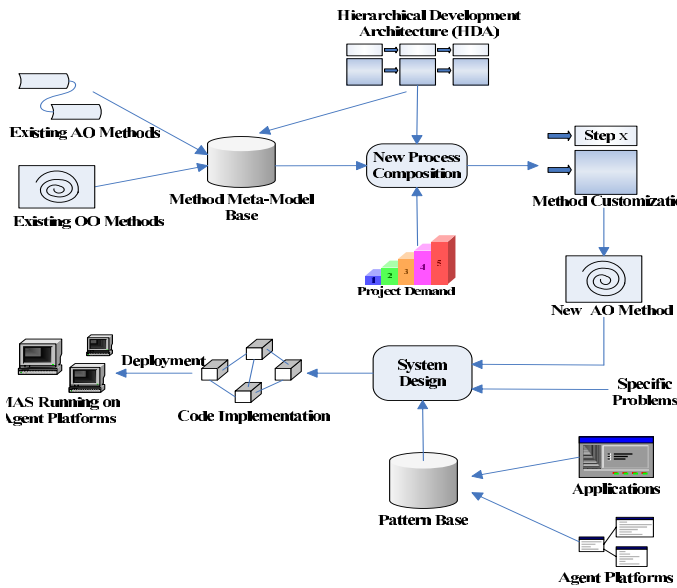 Hierarchical Development
Architecture (HDA)
Existing AO Methods
Existing OO Methods
Method Meta-Model
Base
New Process
Composition
Step x
Method Customizati
1
2
3
4
5
Project Demand
New AO Method
Deployment
MAS Running on
Agent Platforms
Code Implementation
System
Design
Specific
Problems
Pattern Base
Applications
Agent Platforms